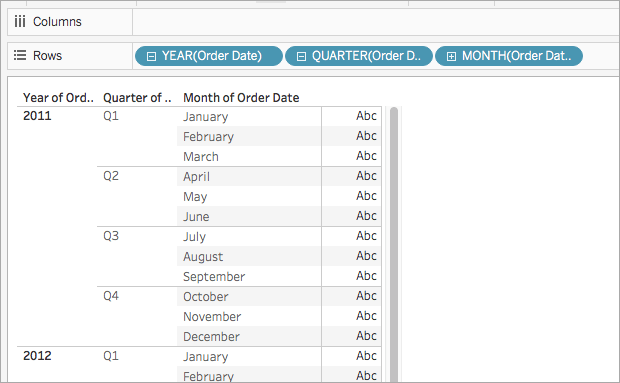 Columns
Rows YEAR(Order Date) QUARTER(Order D.. MONTH(Order Dat..
Year of Ord.. Quarter of .. Month of Order Date
2011 Q1 January Abc
February Abc
March Abc
Q2 April Abc
May Abc
June Abc
Q3 July Abc
August Abc
September Abc
Q4 October Abc
November Abc
December Abc
2012 Q1 January Abc
February Abc